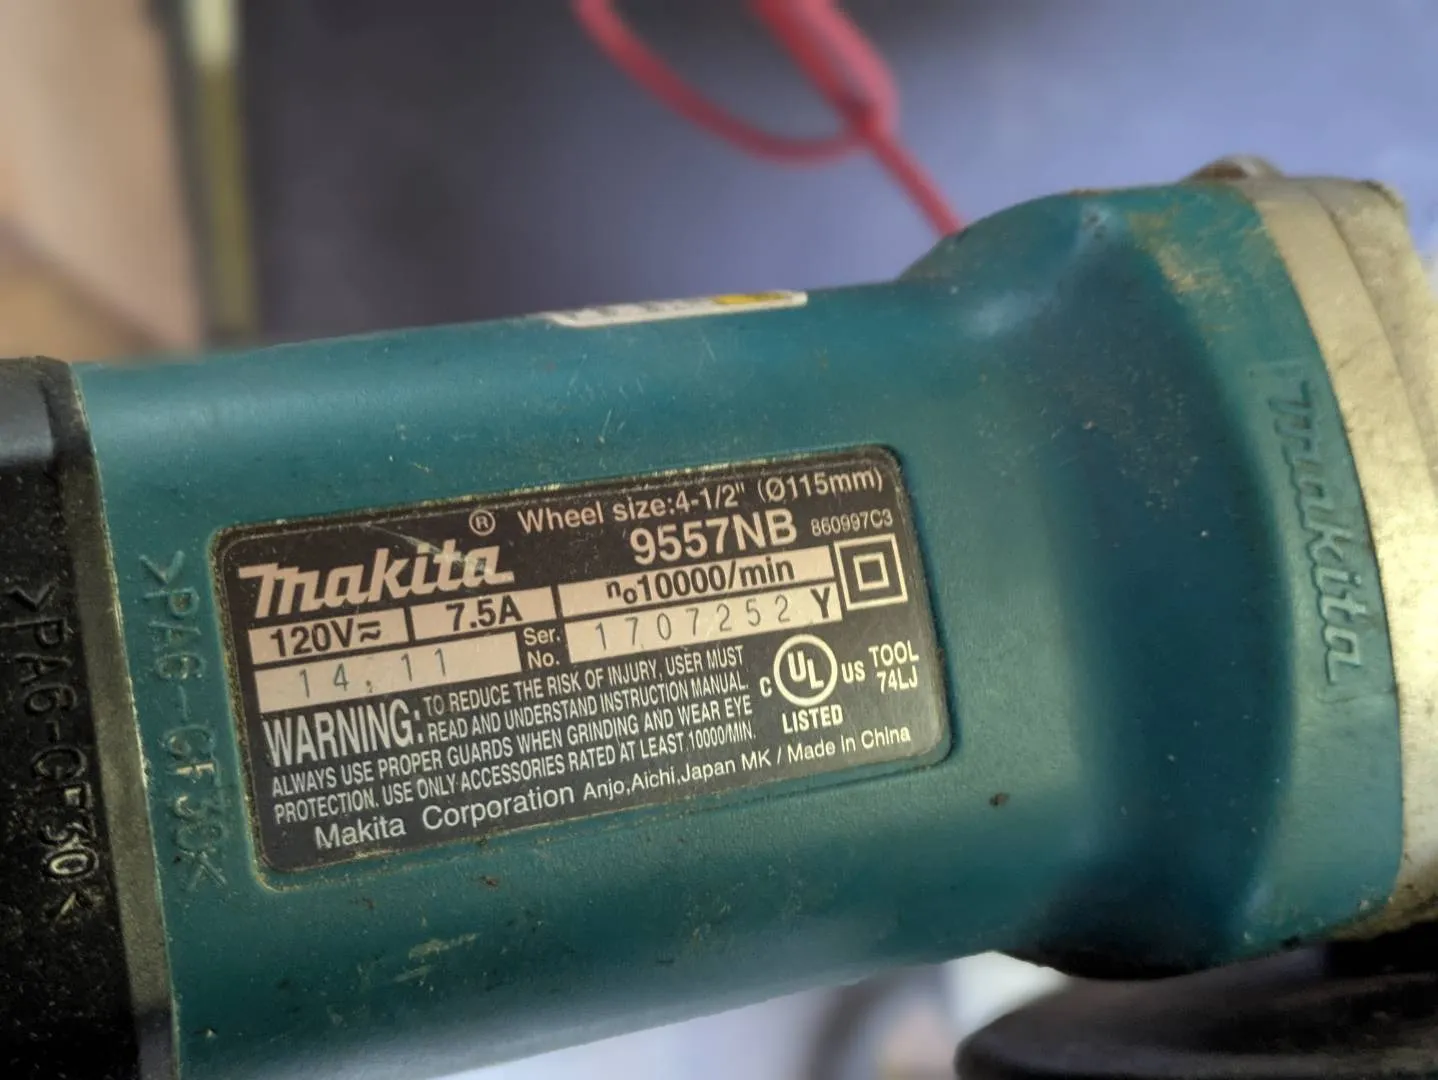 Wheel size:4-1/2" (Ø115mm)
makita® 9557NB 860997C3
120V≂ 7.5A n₀10000/min
14.11 Ser. No. 1707252 Y
WARNING: TO REDUCE THE RISK OF INJURY, USER MUST
READ AND UNDERSTAND INSTRUCTION MANUAL.
ALWAYS USE PROPER GUARDS WHEN GRINDING AND WEAR EYE
PROTECTION. USE ONLY ACCESSORIES RATED AT LEAST 10000/MIN.
C UL US TOOL
74LJ
LISTED
Makita Corporation Anjo,Aichi,Japan MK / Made in China
>PA6-GF30<
>PA6-GF30<
makita